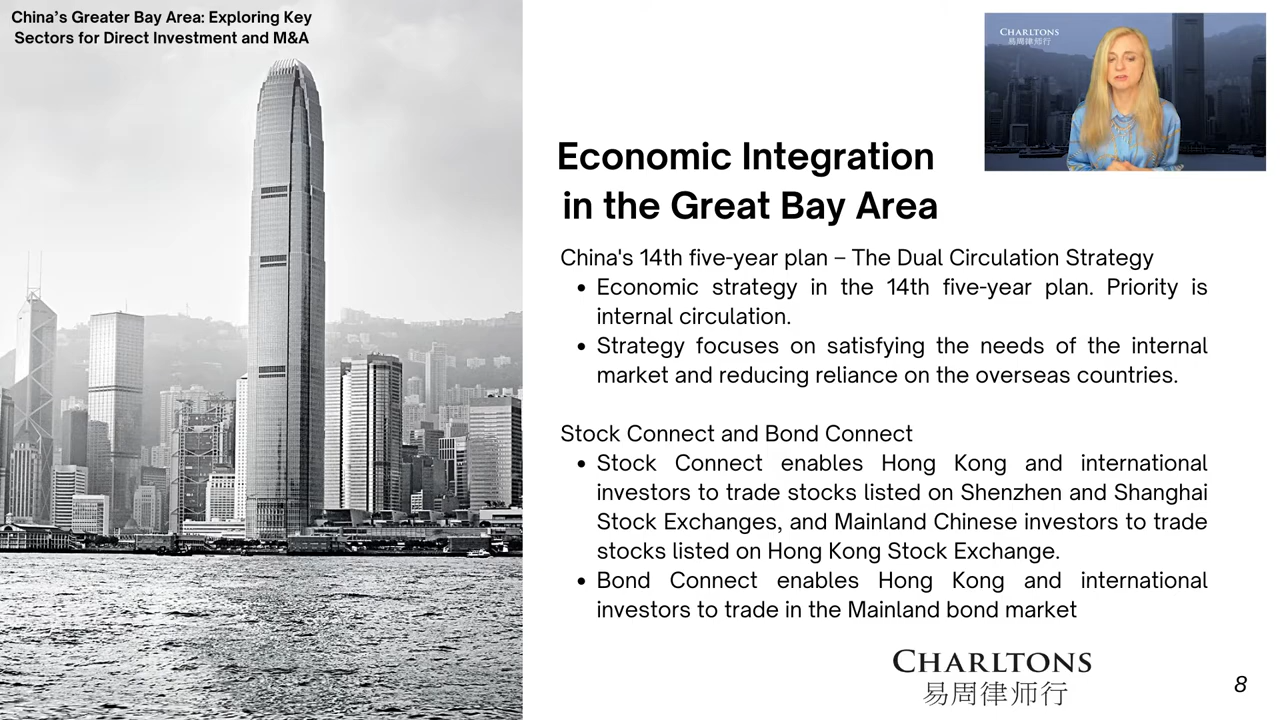 China's Greater Bay Area: Exploring Key
Sectors for Direct Investment and M&A
CHARLTONS
易周律师行
Economic Integration
in the Great Bay Area
China's 14th five-year plan – The Dual Circulation Strategy
• Economic strategy in the 14th five-year plan. Priority is
internal circulation.
• Strategy focuses on satisfying the needs of the internal
market and reducing reliance on the overseas countries.
Stock Connect and Bond Connect
• Stock Connect enables Hong Kong and international
investors to trade stocks listed on Shenzhen and Shanghai
Stock Exchanges, and Mainland Chinese investors to trade
stocks listed on Hong Kong Stock Exchange.
• Bond Connect enables Hong Kong and international
investors to trade in the Mainland bond market
CHARLTONS
易周律师行
8